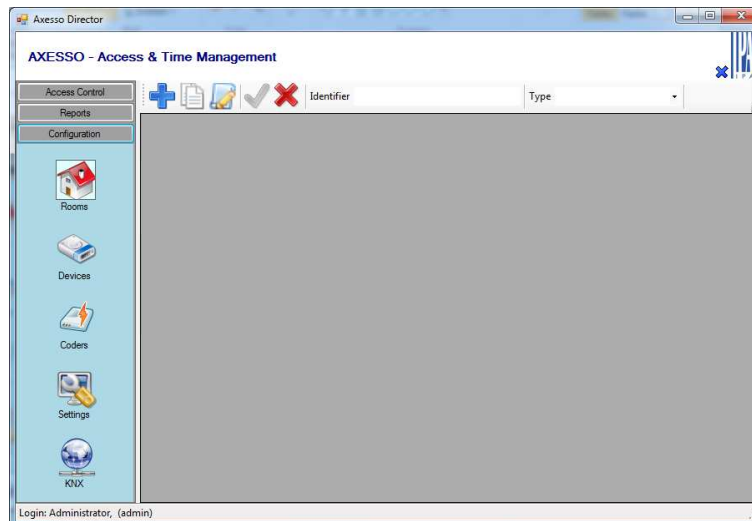 Axesso Director
AXESSO - Access & Time Management
IPA
Access Control
Reports
Configuration
Identifier
Type
Rooms
Devices
Coders
Settings
KNX
Login: Administrator, (admin)